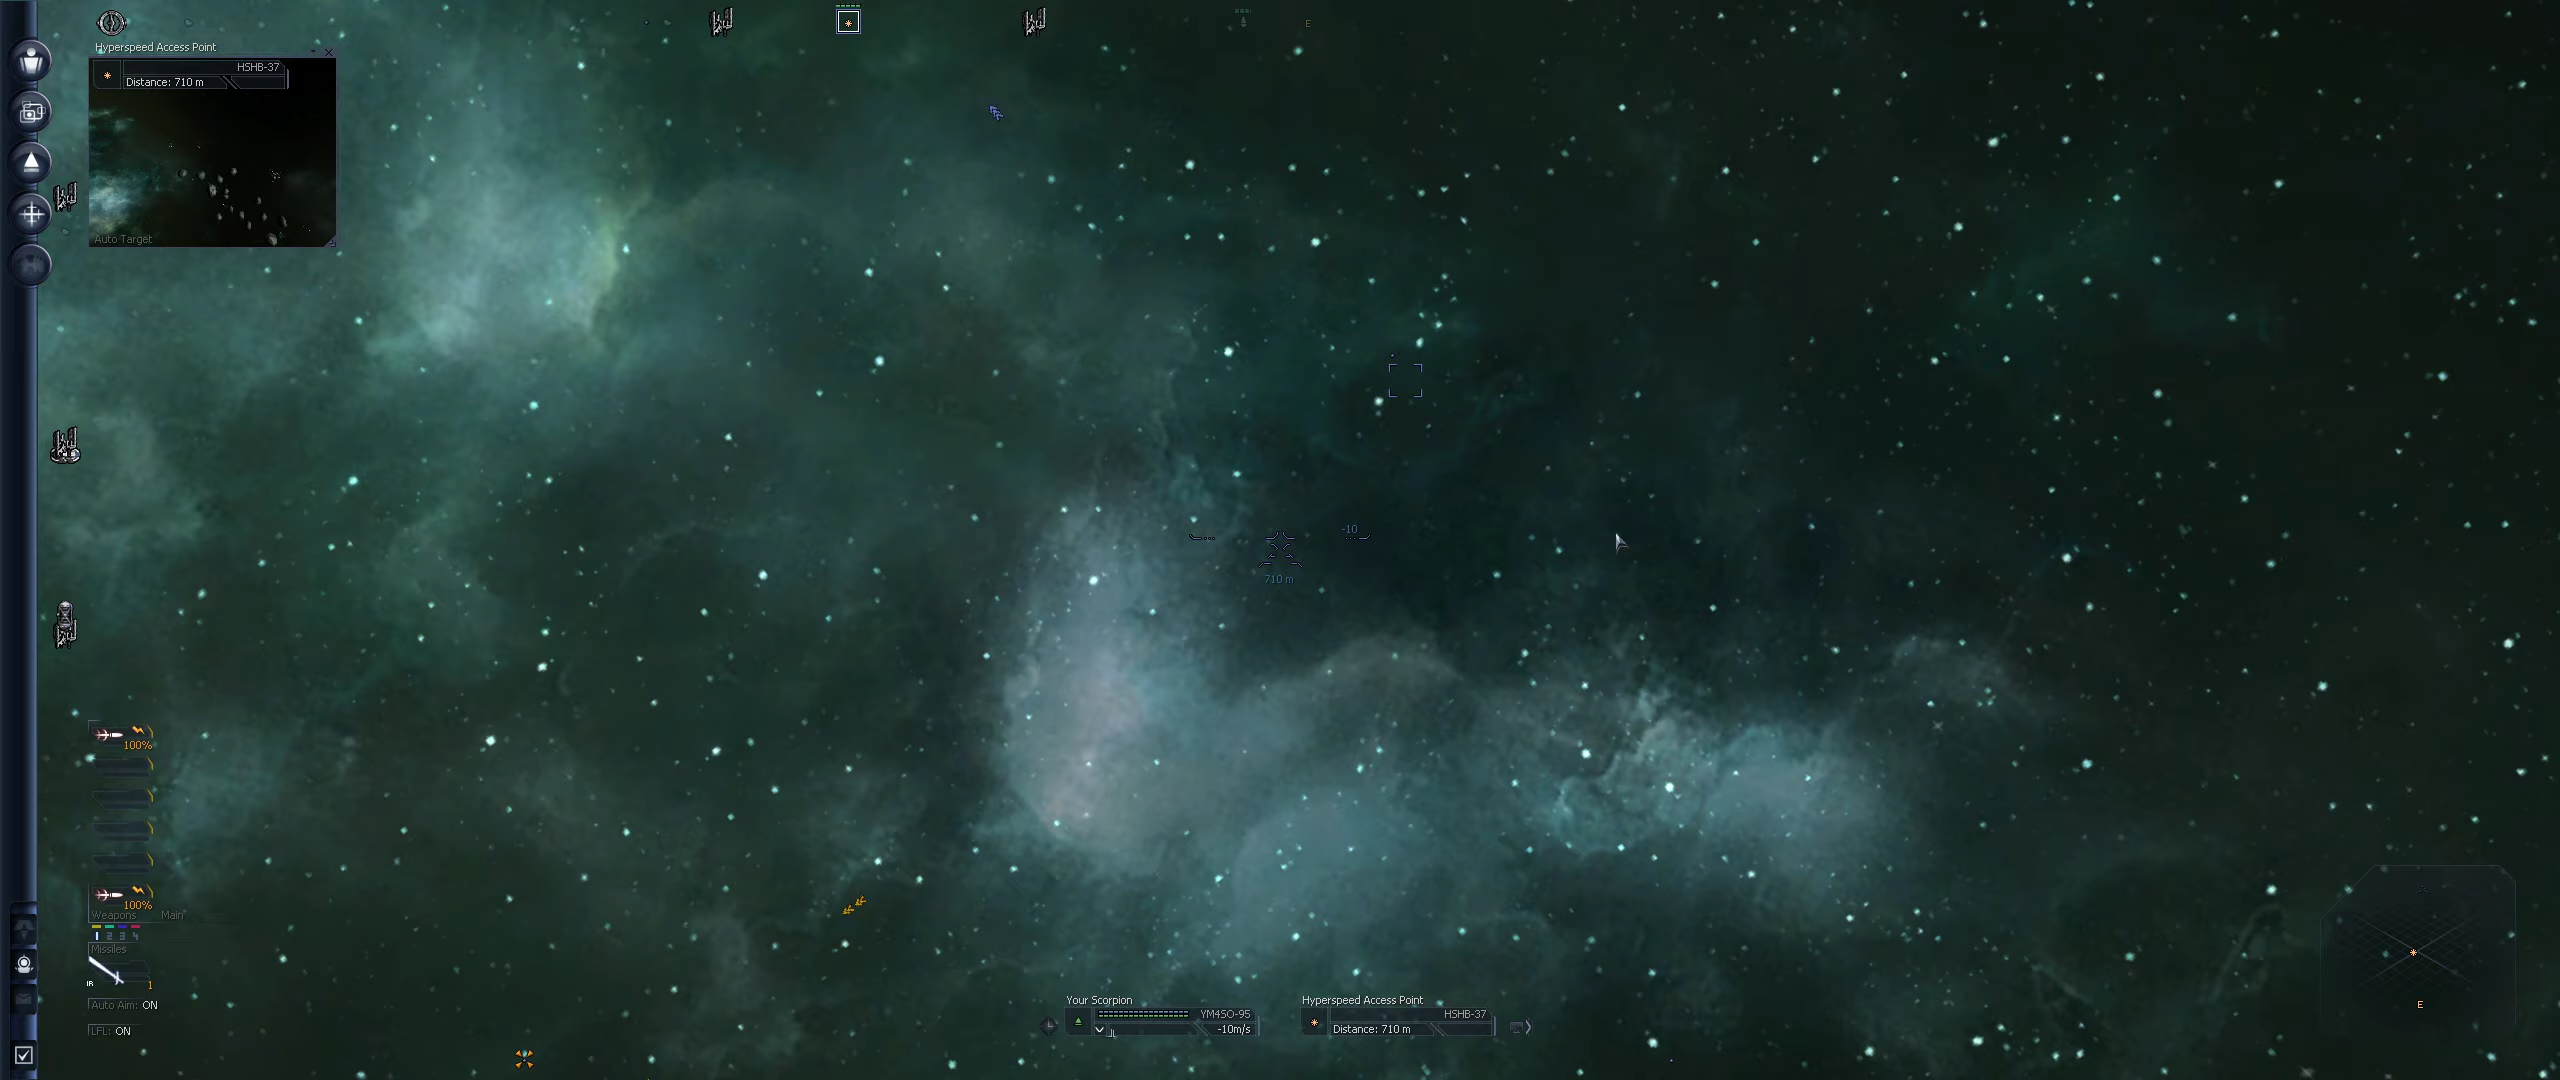 Hyperspeed Access Point
HSHB-37
Distance: 710 m
Auto Target
E
-10
710 m
100%
100%
Weapons Main
1 2 3 4
Missiles
IR
1
Auto Aim: ON
LFL: ON
Your Scorpion
YM4SO-95
-10m/s
Hyperspeed Access Point
HSHB-37
Distance: 710 m
E